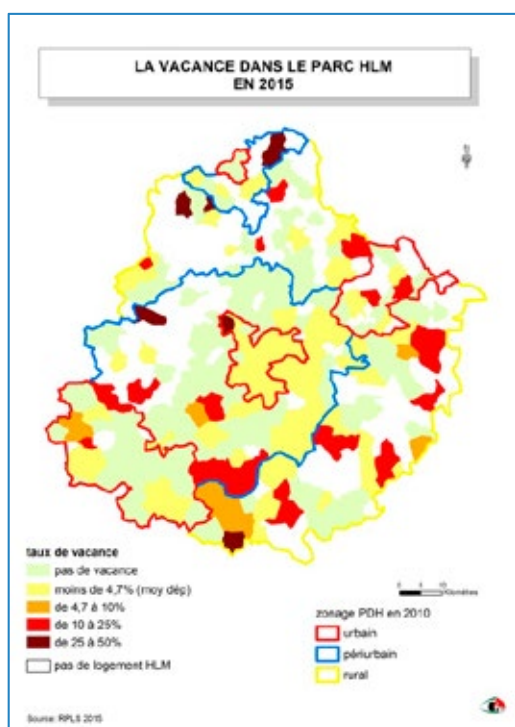 LA VACANCE DANS LE PARC HLM
EN 2015
taux de vacance
pas de vacance
moins de 4,7% (moy dép)
de 4,7 à 10%
de 10 à 25%
de 25 à 50%
pas de logement HLM
Kilomètres
zonage PDH en 2010
urbain
périurbain
rural
Source: RPLS 2015